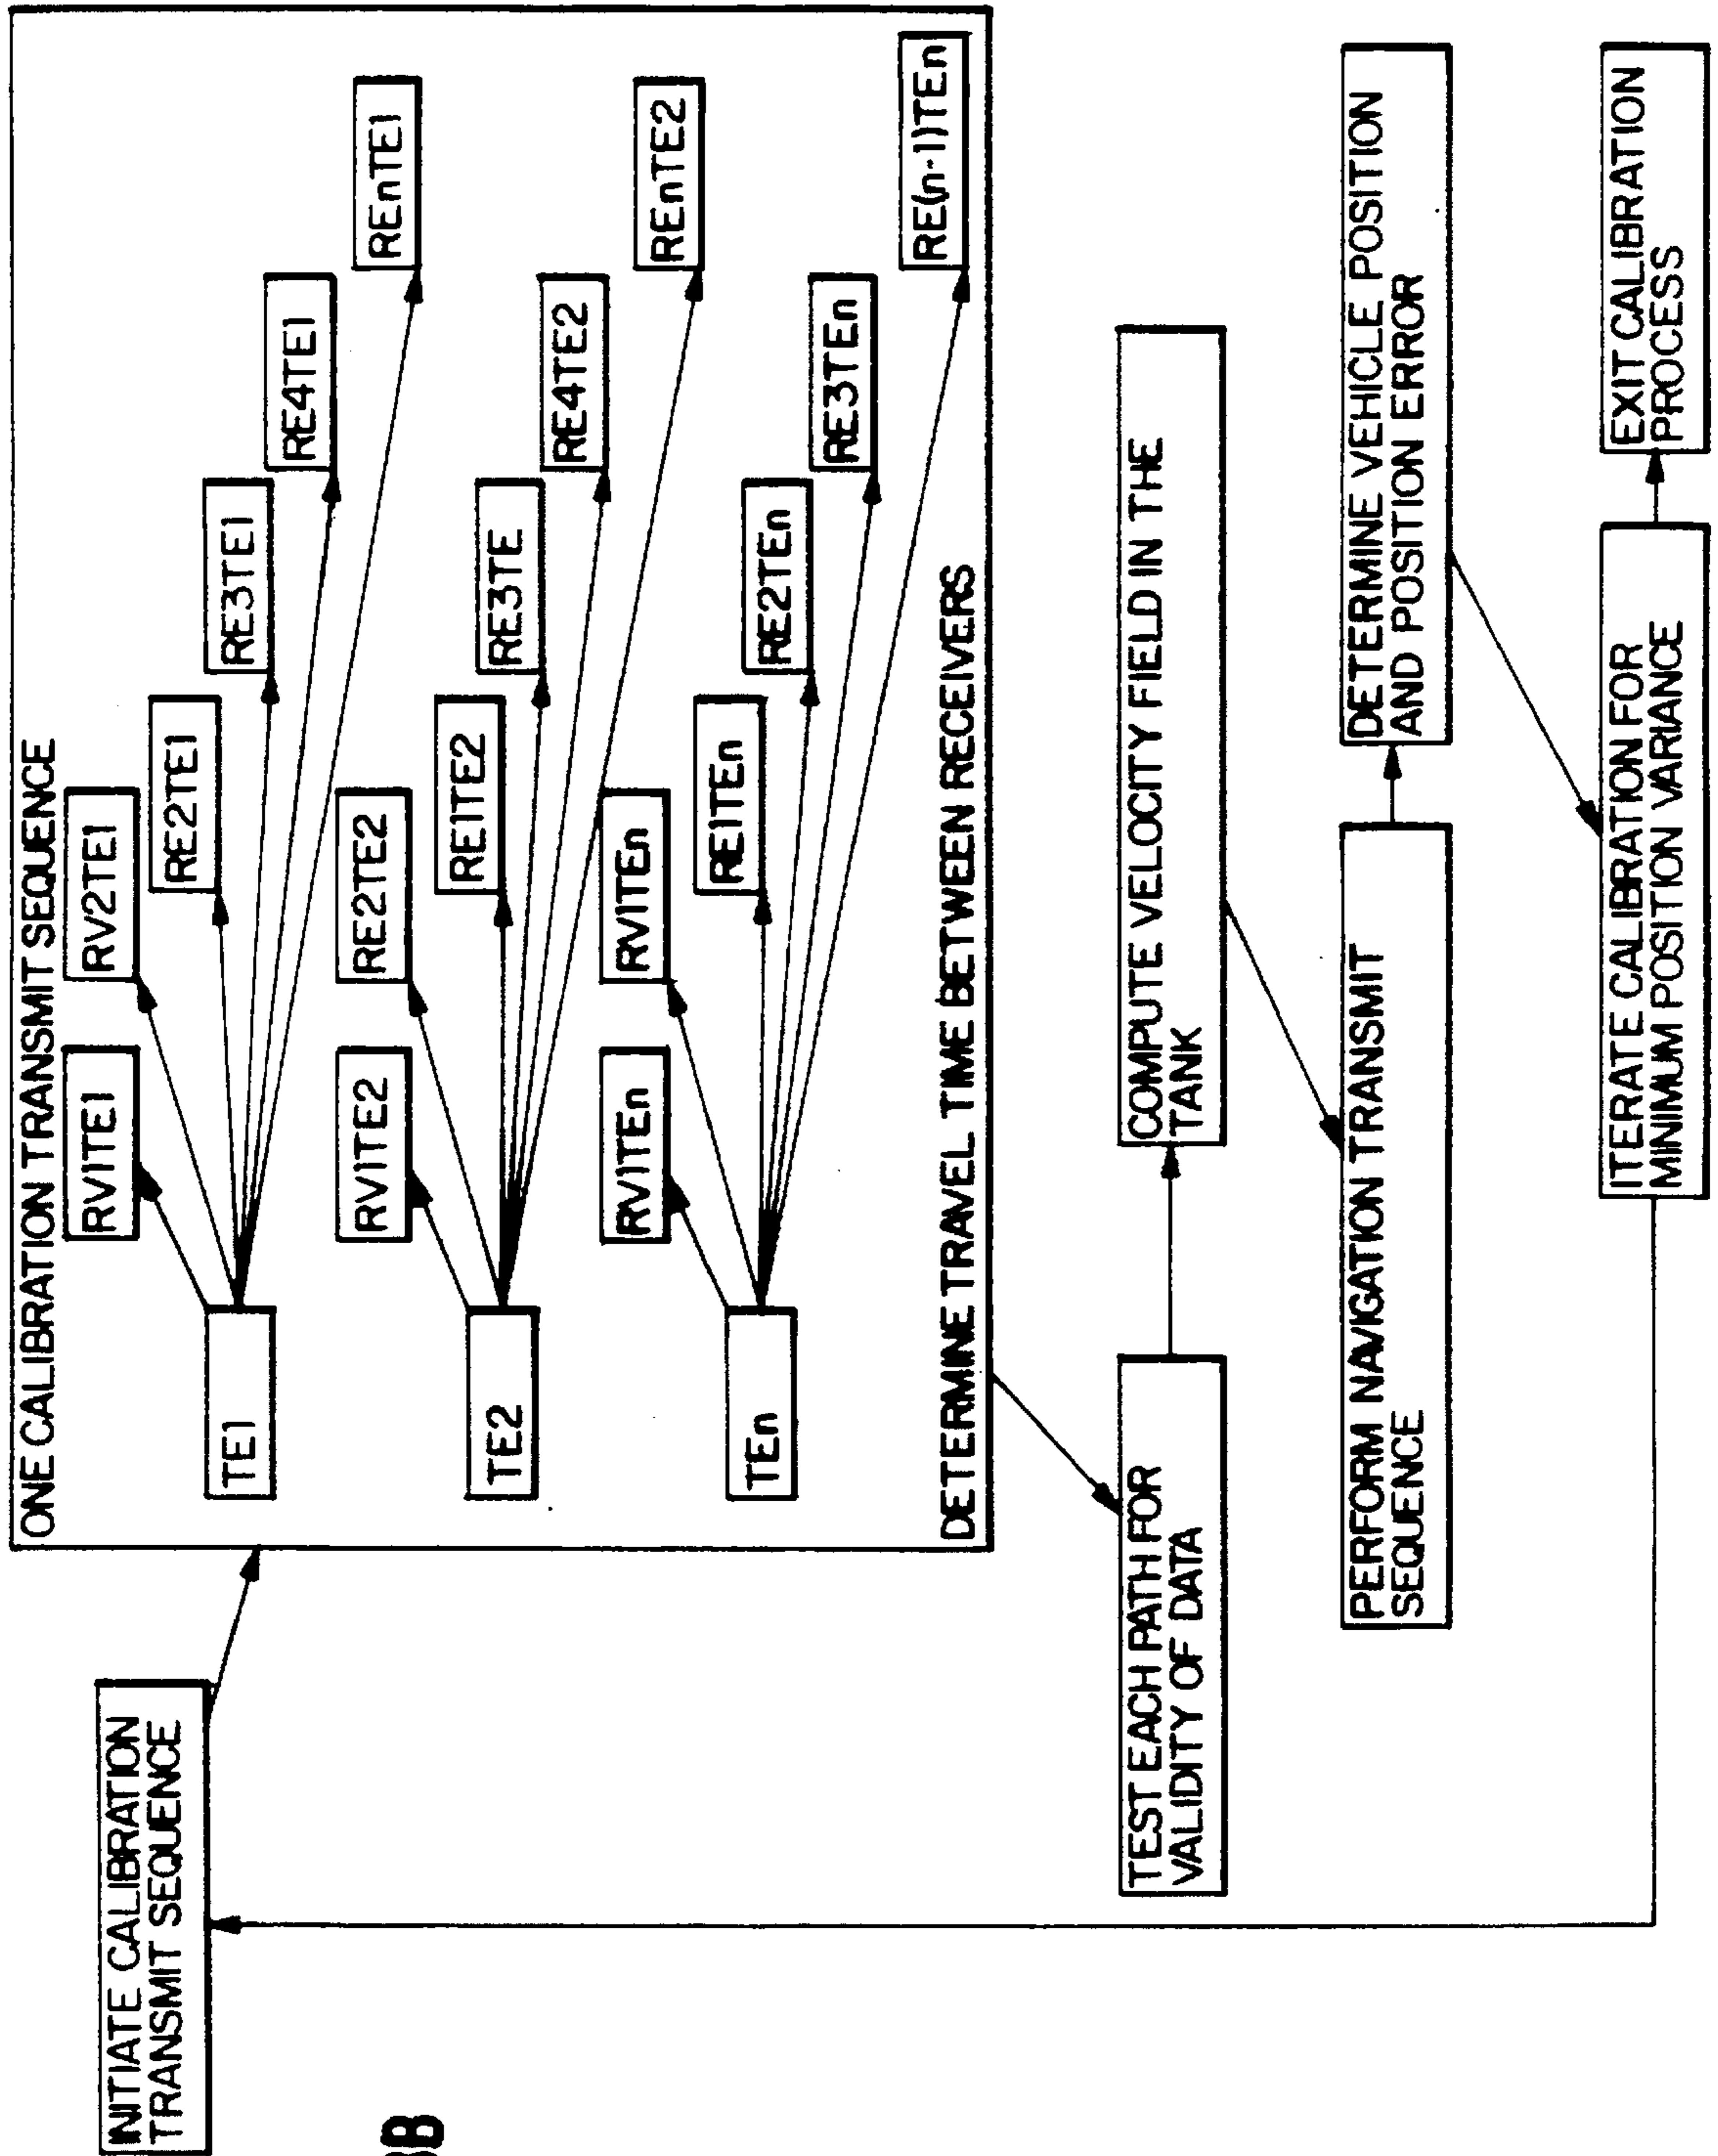 INITIATE CALIBRATION
TRANSMIT SEQUENCE
ONE CALIBRATION TRANSMIT SEQUENCE
TE1
RV1TE1
RV2TE1
RE2TE1
RE3TE1
RE4TE1
REnTE1
TE2
RV1TE2
RE2TE2
RE1TE2
RE3TE
RE4TE2
REnTE2
TEn
RV1TEn
RV1TEn
RE1TEn
RE2TEn
RE3TEn
RE(n-1)TEn
DETERMINE TRAVEL TIME BETWEEN RECEIVERS
TEST EACH PATH FOR
VALIDITY OF DATA
COMPUTE VELOCITY FIELD IN THE
TANK
PERFORM NAVIGATION TRANSMIT
SEQUENCE
DETERMINE VEHICLE POSITION
AND POSITION ERROR
ITERATE CALIBRATION FOR
MINIMUM POSITION VARIANCE
EXIT CALIBRATION
PROCESS